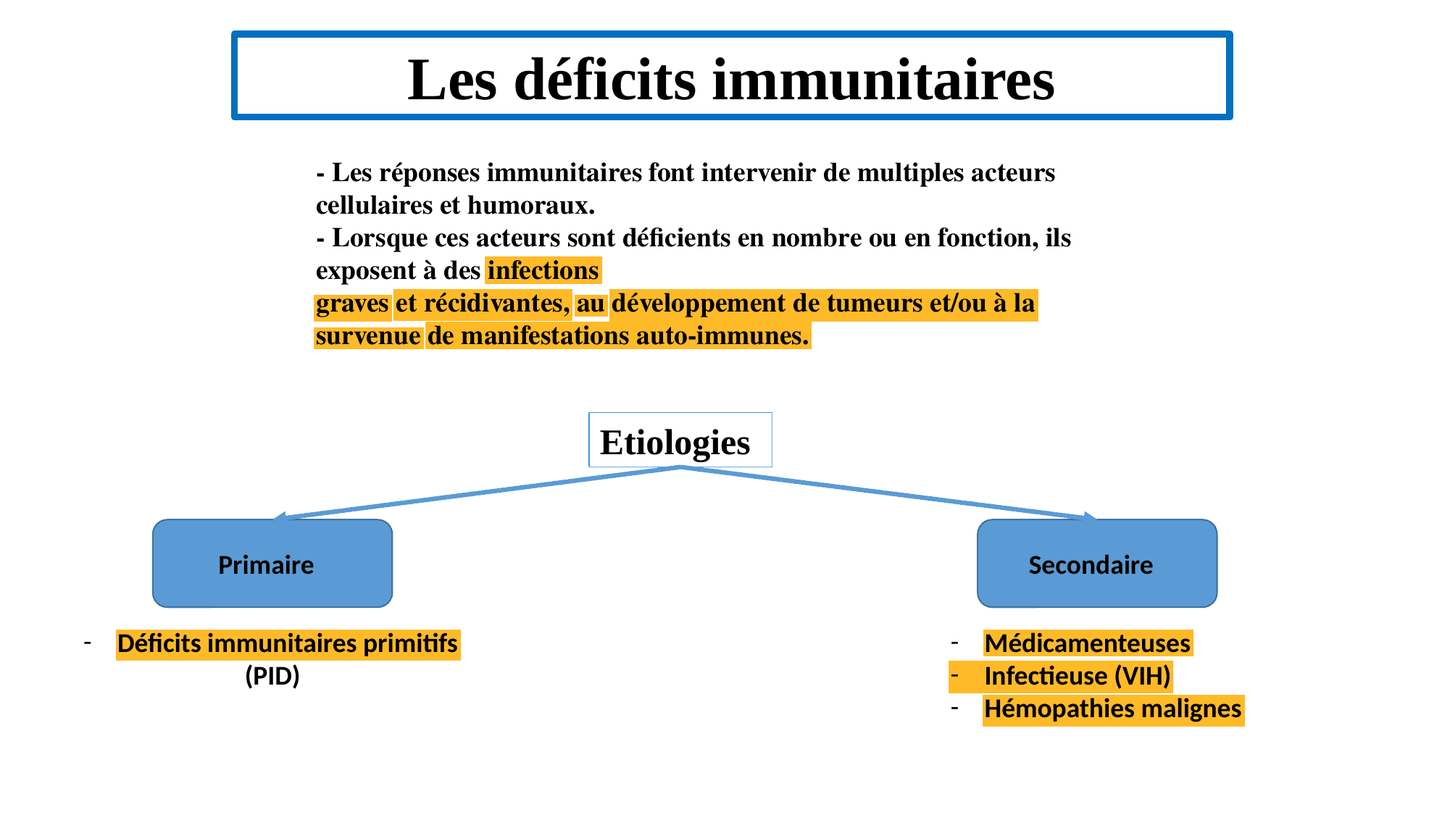 Les déficits immunitaires
- Les réponses immunitaires font intervenir de multiples acteurs
cellulaires et humoraux.
- Lorsque ces acteurs sont déficients en nombre ou en fonction, ils
exposent à des infections
graves et récidivantes, au développement de tumeurs et/ou à la
survenue de manifestations auto-immunes.
Etiologies
Primaire
Secondaire
- Déficits immunitaires primitifs
(PID)
- Médicamenteuses
- Infectieuse (VIH)
- Hémopathies malignes